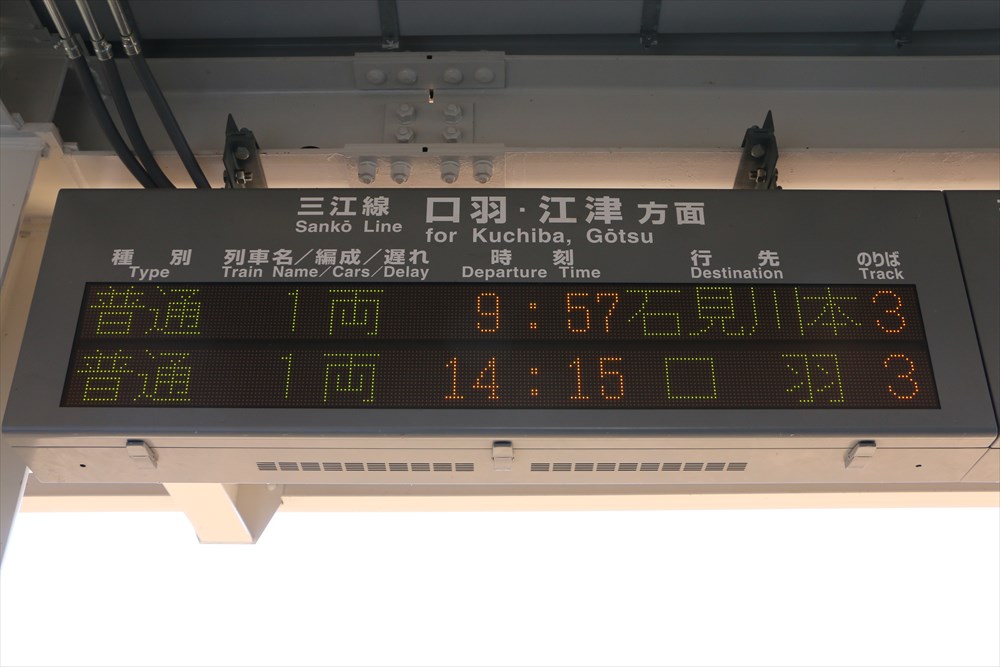 三江線 口羽・江津 方面
Sankō Line for Kuchiba, Gōtsu
種別 列車名／編成／遅れ 時刻 行先 のりば
Type Train Name/Cars/Delay Departure Time Destination Track
普通 1両 9:57 石見川本 3
普通 1両 14:15 口羽 3